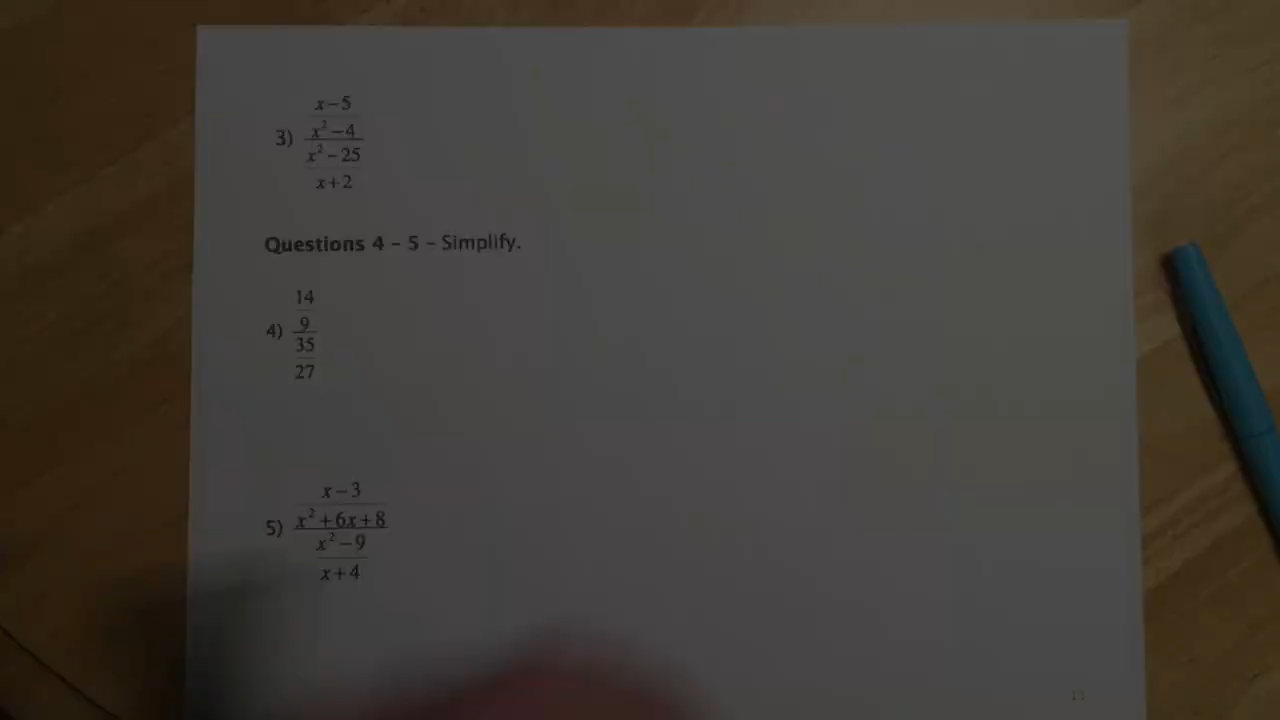 x−5
x²−4
3)
x²−25
x+2
Questions 4 – 5 – Simplify.
14
9
4)
35
27
x−3
x²+6x+8
5)
x²−9
x+4